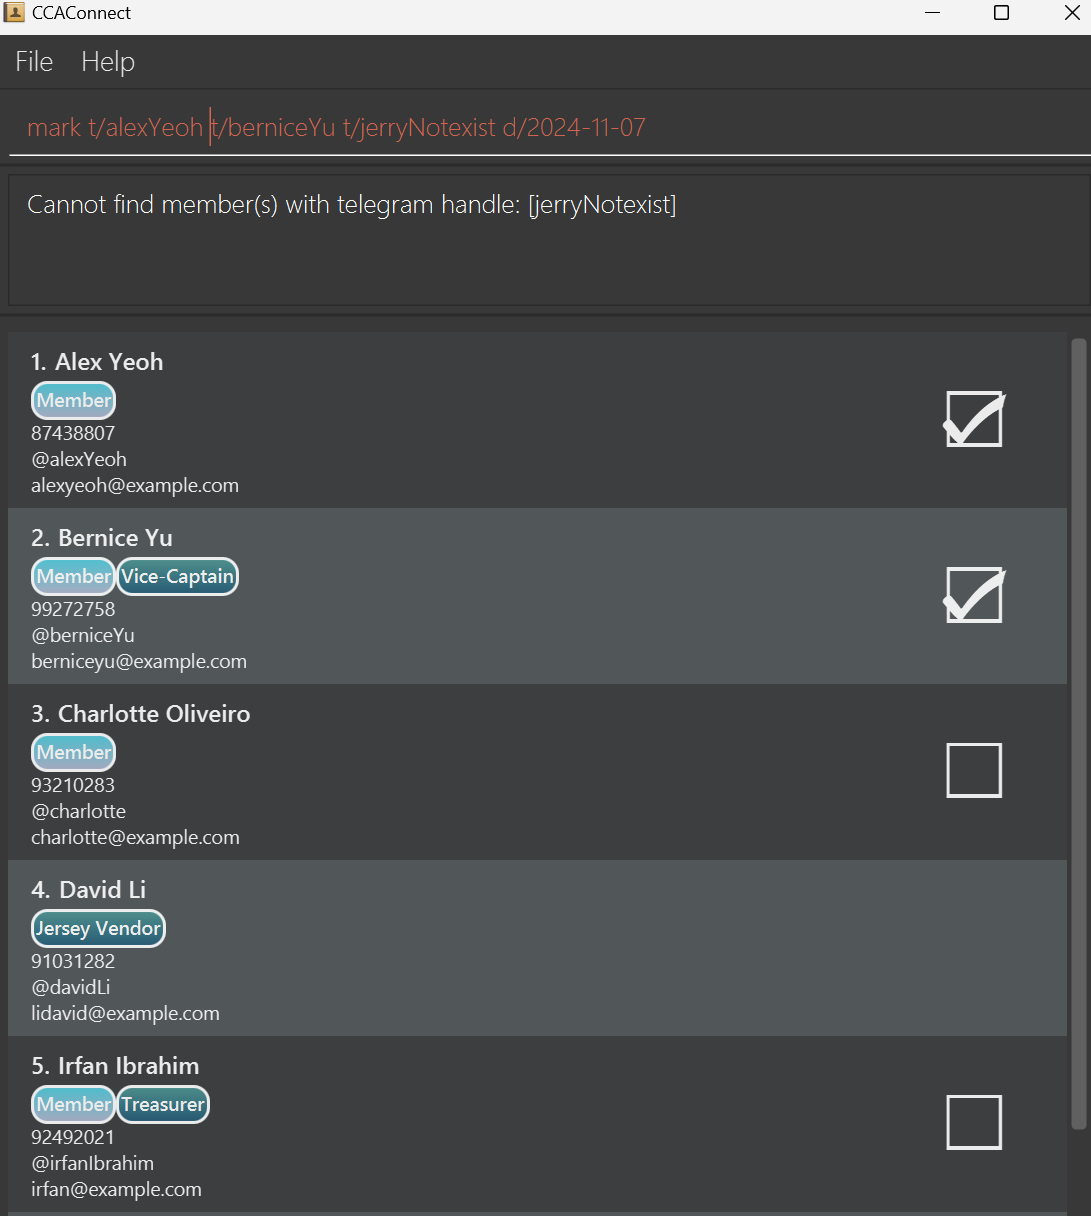 CCAConnect
File Help
mark t/alexYeoh t/berniceYu t/jerryNotexist d/2024-11-07
Cannot find member(s) with telegram handle: [jerryNotexist]
1. Alex Yeoh
Member
87438807
@alexYeoh
alexyeoh@example.com
2. Bernice Yu
Member Vice-Captain
99272758
@berniceYu
berniceyu@example.com
3. Charlotte Oliveiro
Member
93210283
@charlotte
charlotte@example.com
4. David Li
Jersey Vendor
91031282
@davidLi
lidavid@example.com
5. Irfan Ibrahim
Member Treasurer
92492021
@irfanIbrahim
irfan@example.com